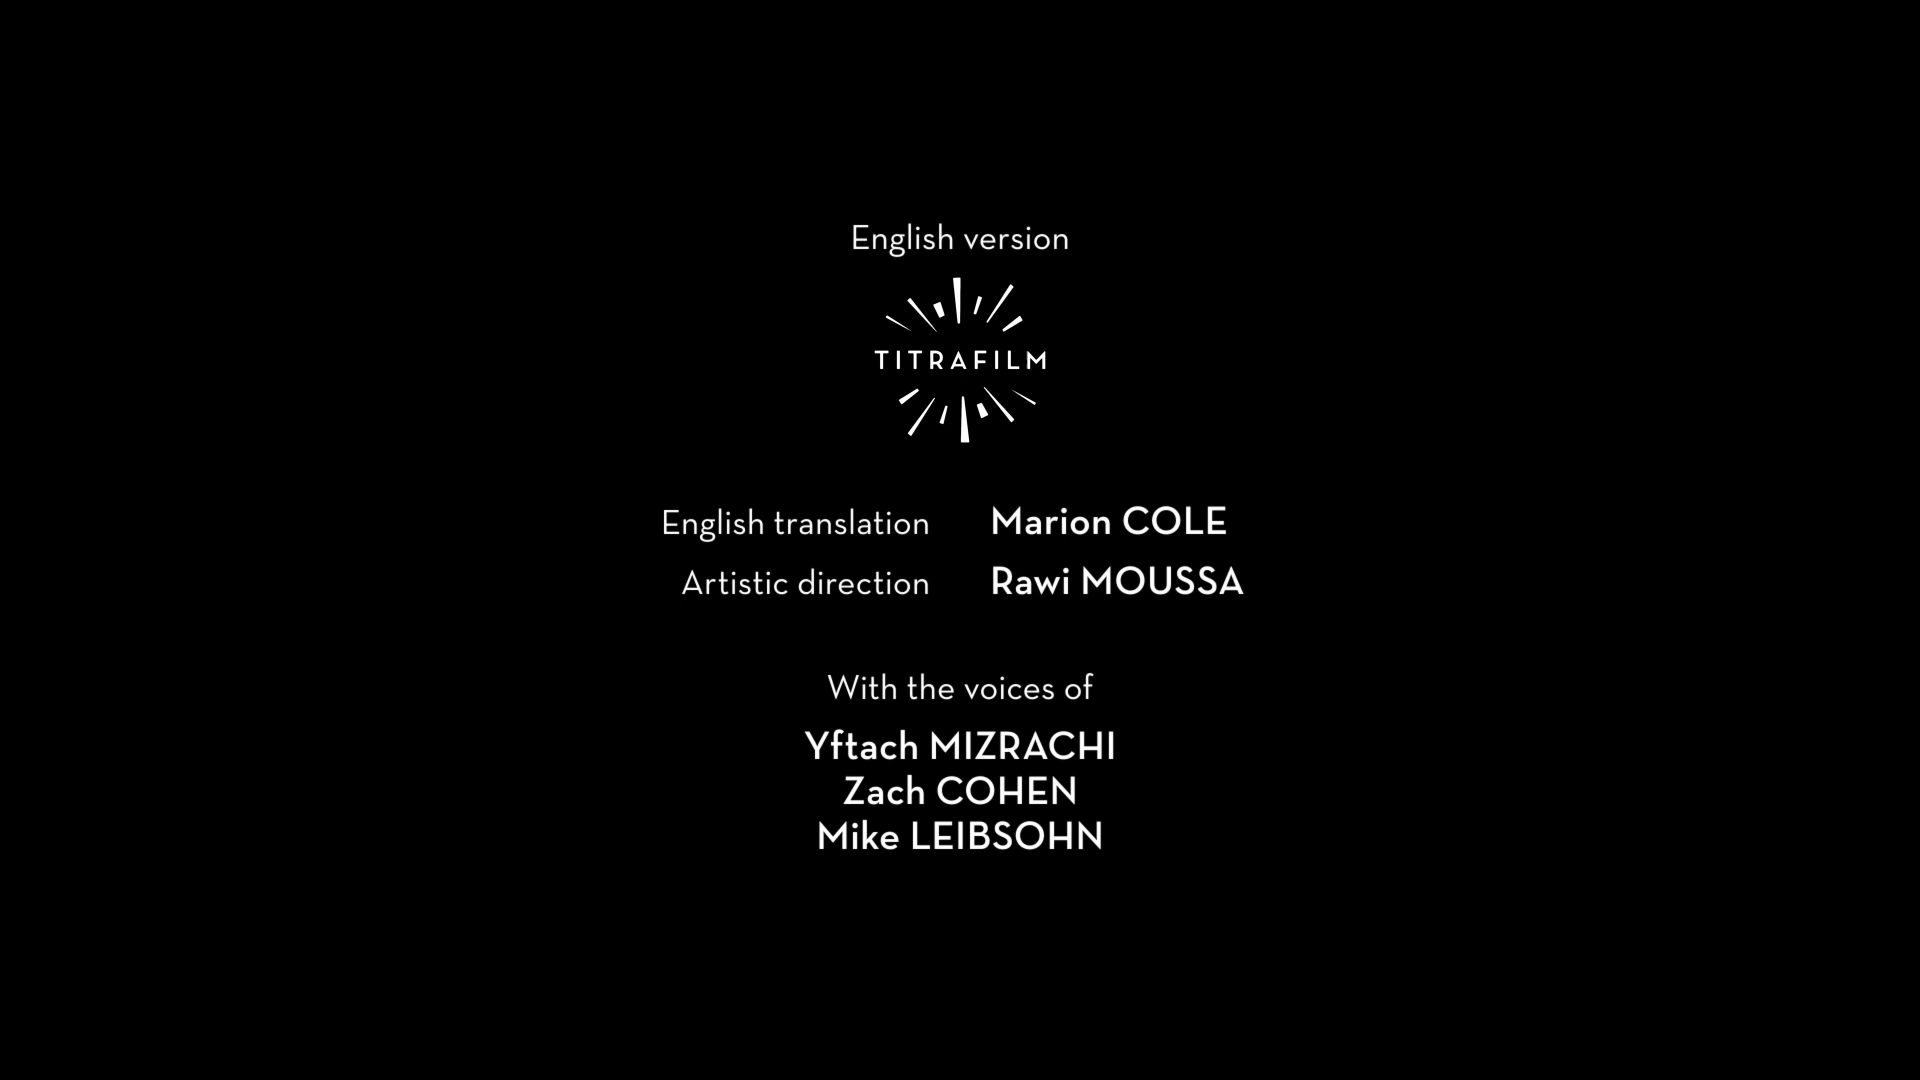 English version
TITRAFILM
English translation Marion COLE
Artistic direction Rawi MOUSSA
With the voices of
Yftach MIZRACHI
Zach COHEN
Mike LEIBSOHN